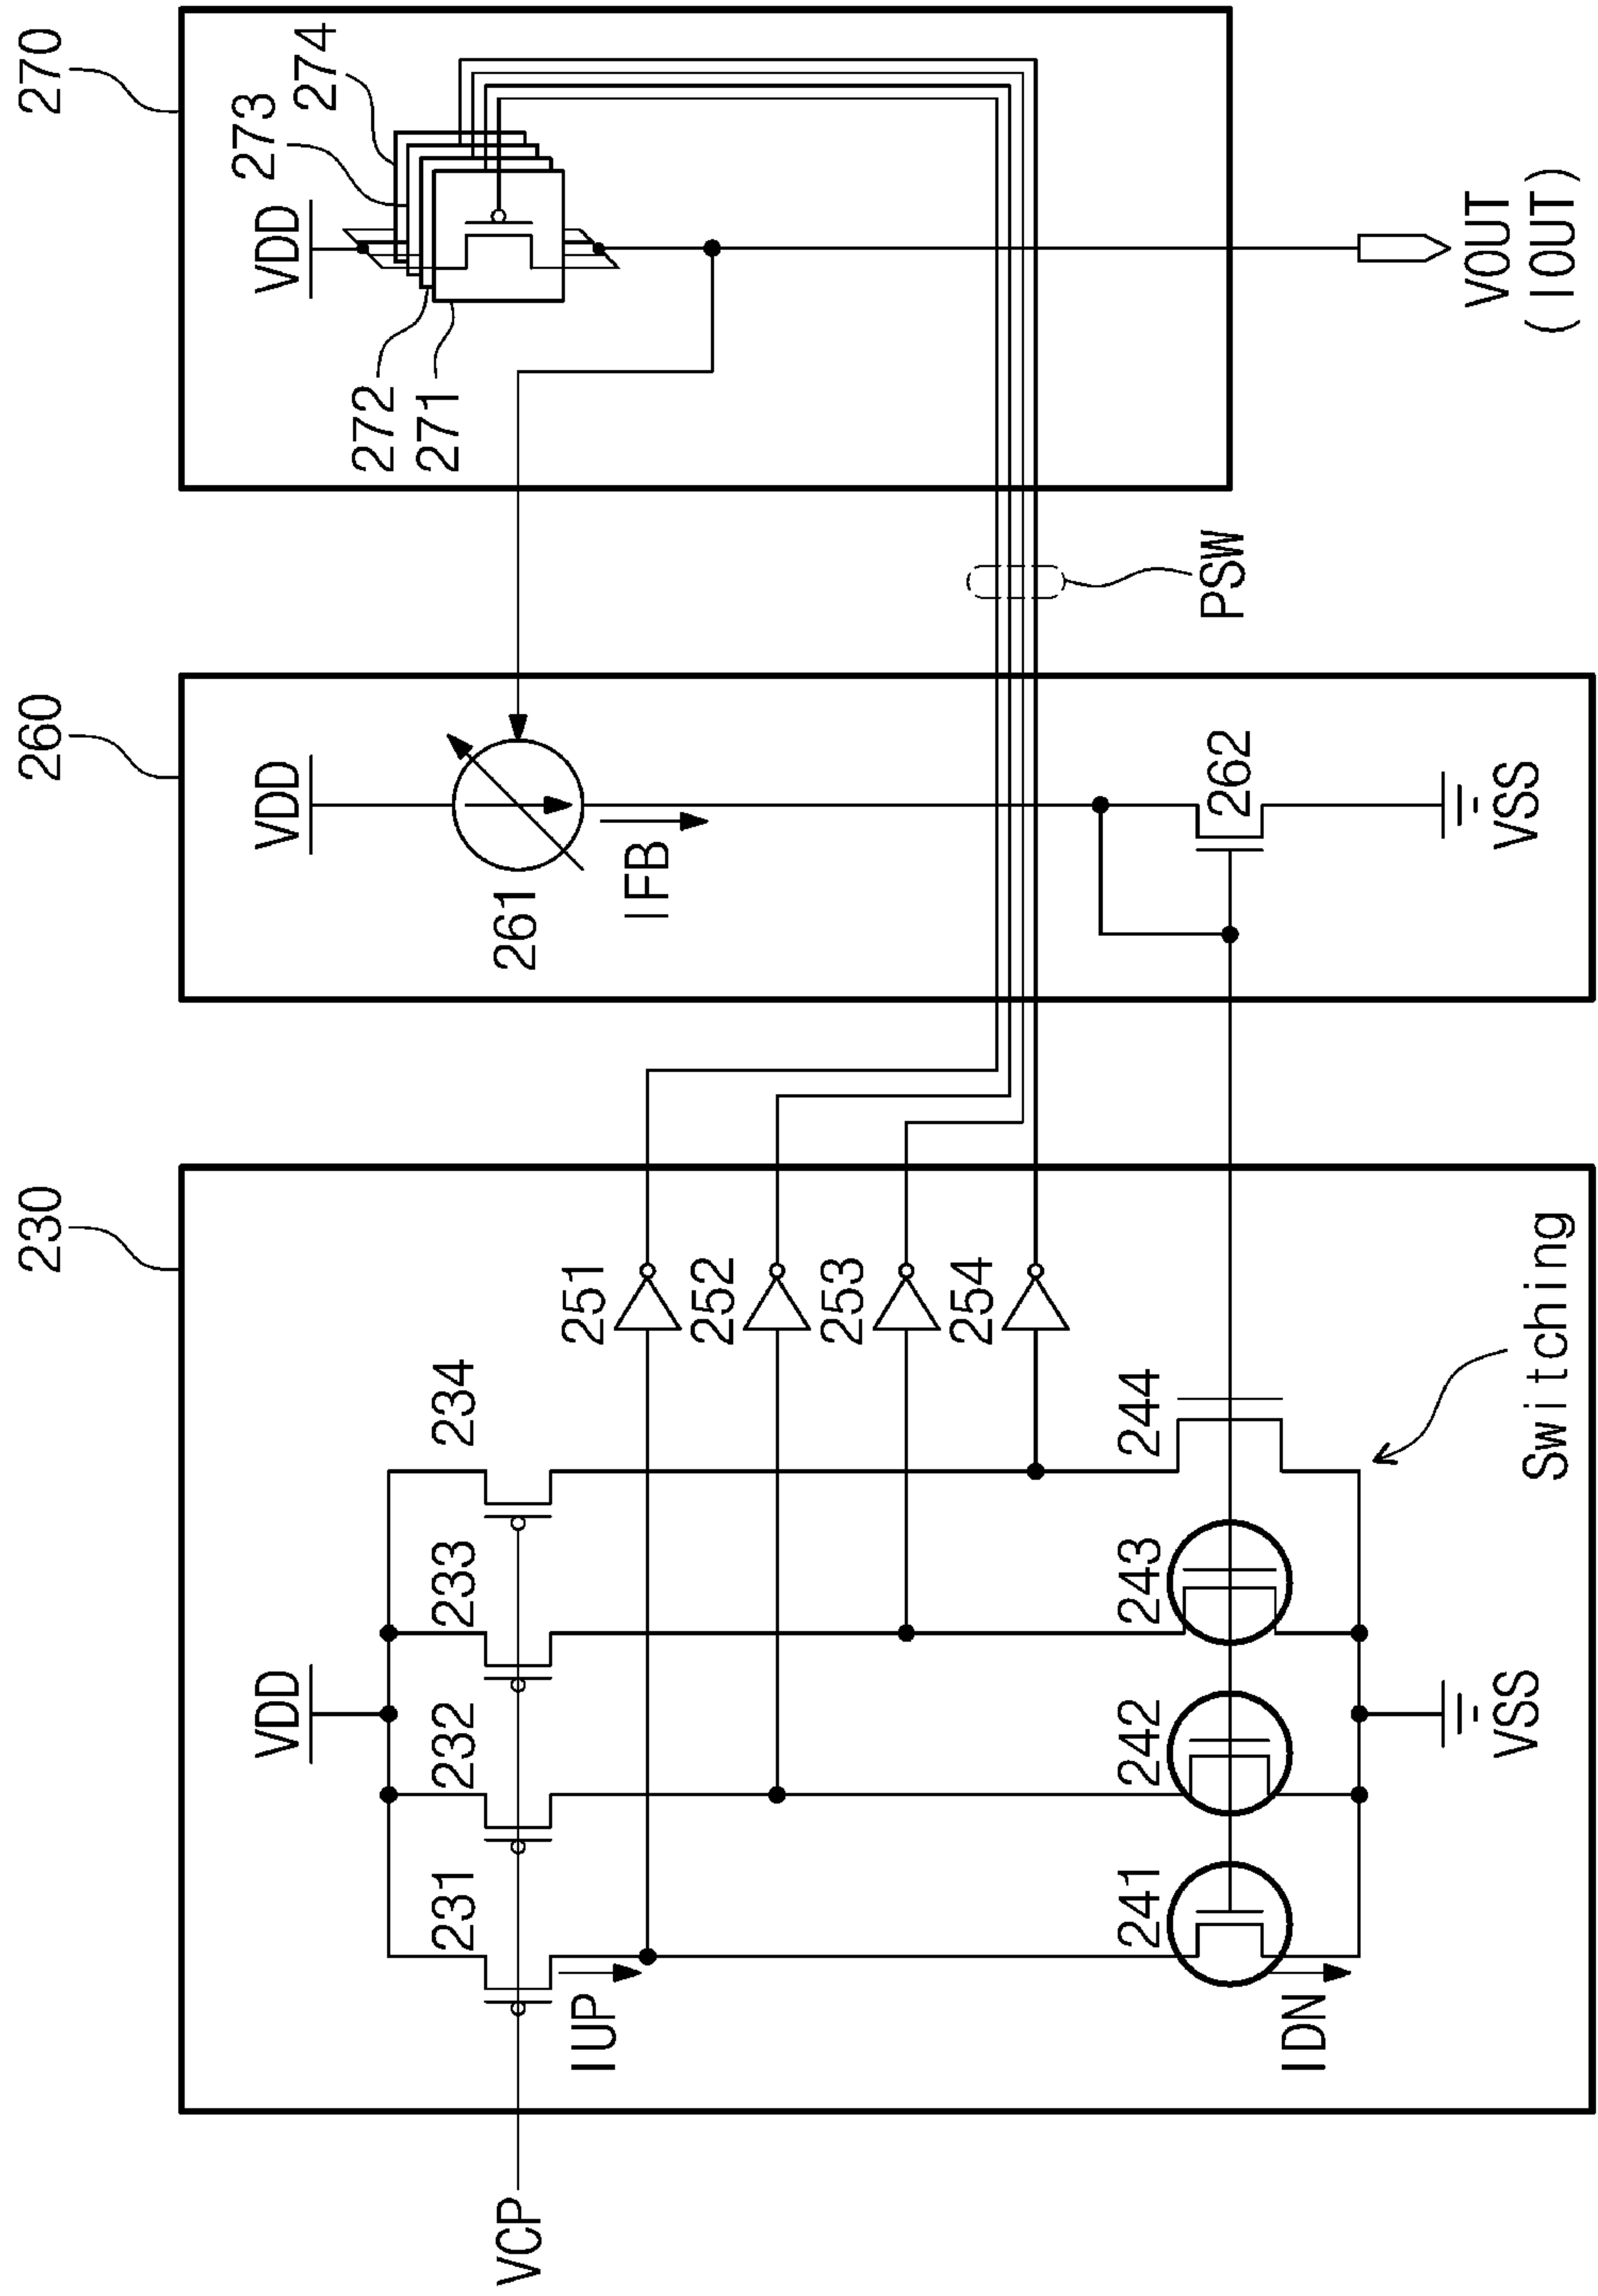 230
260
270
VDD
VDD
VDD
273
274
231
232
233
234
251
252
253
254
261
IFB
272
271
IUP
VCP
PSW
241
242
243
244
262
IDN
VSS
VSS
VOUT
(IOUT)
Switching